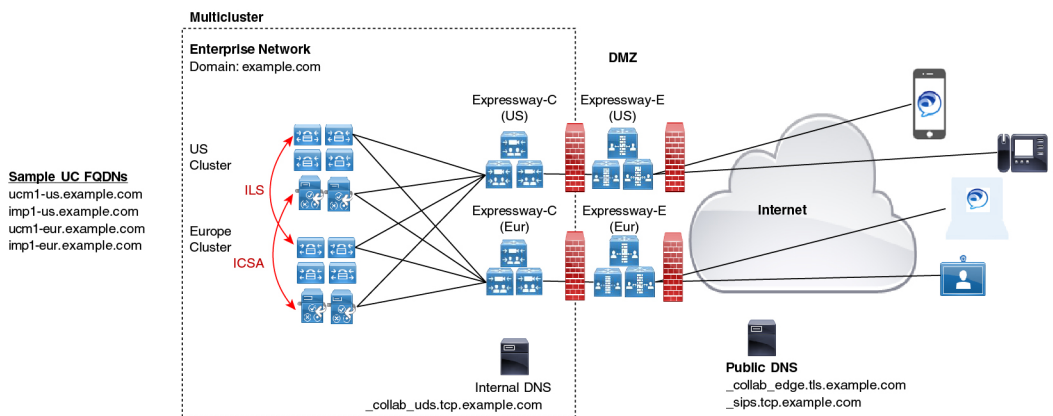 Multicluster
Enterprise Network
Domain: example.com
DMZ
Expressway-C
(US)
Expressway-E
(US)
US
Cluster
Sample UC FQDNs
ucm1-us.example.com
imp1-us.example.com
ucm1-eur.example.com
imp1-eur.example.com
ILS
Europe
Cluster
ICSA
Expressway-C
(Eur)
Expressway-E
(Eur)
Internet
Internal DNS
_collab_uds.tcp.example.com
Public DNS
_collab_edge.tls.example.com
_sips.tcp.example.com